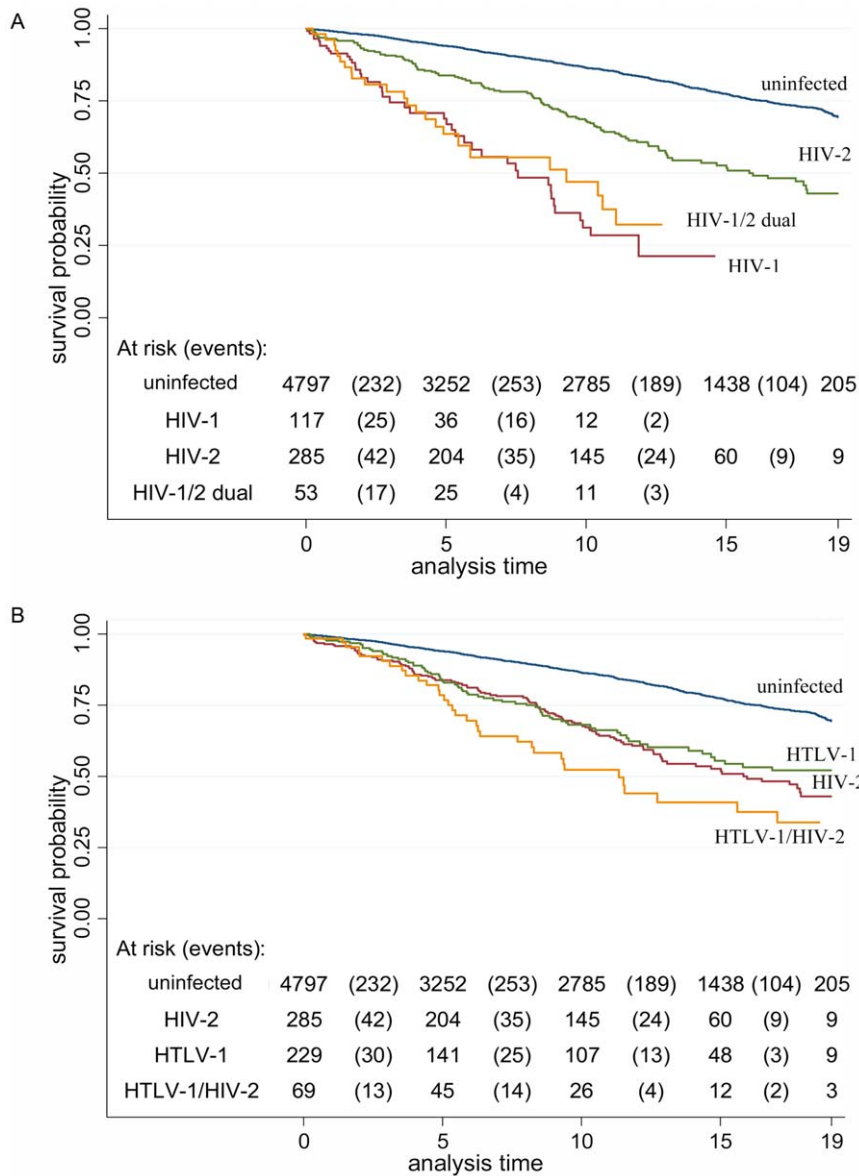 A
survival probability
1.00
0.75
0.50
0.25
0.00
uninfected
HIV-2
HIV-1/2 dual
HIV-1
At risk (events):
uninfected 4797 (232) 3252 (253) 2785 (189) 1438 (104) 205
HIV-1 117 (25) 36 (16) 12 (2)
HIV-2 285 (42) 204 (35) 145 (24) 60 (9) 9
HIV-1/2 dual 53 (17) 25 (4) 11 (3)
0 5 10 15 19
analysis time
B
survival probability
1.00
0.75
0.50
0.25
0.00
uninfected
HTLV-1
HIV-2
HTLV-1/HIV-2
At risk (events):
uninfected 4797 (232) 3252 (253) 2785 (189) 1438 (104) 205
HIV-2 285 (42) 204 (35) 145 (24) 60 (9) 9
HTLV-1 229 (30) 141 (25) 107 (13) 48 (3) 9
HTLV-1/HIV-2 69 (13) 45 (14) 26 (4) 12 (2) 3
0 5 10 15 19
analysis time